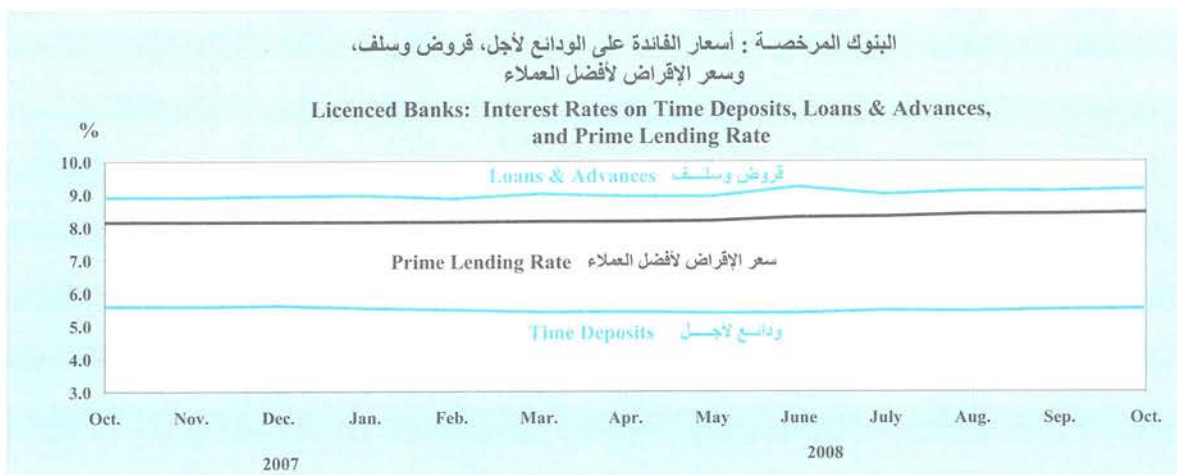 البنوك المرخصة : أسعار الفائدة على الودائع لأجل، قروض وسلف،
وسعر الإقراض لأفضل العملاء
Licenced Banks: Interest Rates on Time Deposits, Loans & Advances,
and Prime Lending Rate
%
10.0
9.0
8.0
7.0
6.0
5.0
4.0
3.0
Loans & Advances قروض وسلــف
Prime Lending Rate سعر الإقراض لأفضل العملاء
Time Deposits ودائــع لأجــــل
Oct. Nov. Dec. Jan. Feb. Mar. Apr. May June July Aug. Sep. Oct.
2007 2008